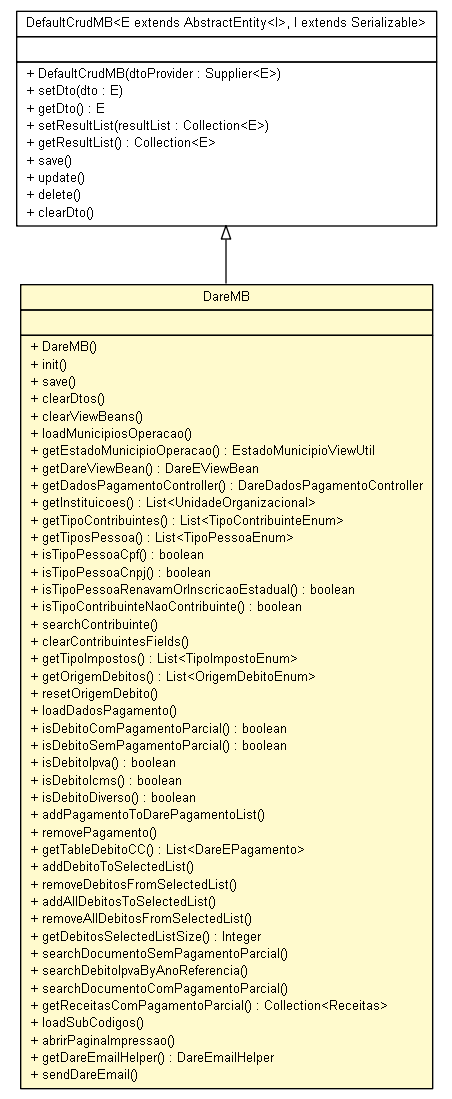 DefaultCrudMB<E extends AbstractEntity<I>, I extends Serializable>
+ DefaultCrudMB(dtoProvider : Supplier<E>)
+ setDto(dto : E)
+ getDto() : E
+ setResultList(resultList : Collection<E>)
+ getResultList() : Collection<E>
+ save()
+ update()
+ delete()
+ clearDto()
DareMB
+ DareMB()
+ init()
+ save()
+ clearDtos()
+ clearViewBeans()
+ loadMunicipiosOperacao()
+ getEstadoMunicipioOperacao() : EstadoMunicipioViewUtil
+ getDareViewBean() : DareEViewBean
+ getDadosPagamentoController() : DareDadosPagamentoController
+ getInstituicoes() : List<UnidadeOrganizacional>
+ getTipoContribuintes() : List<TipoContribuinteEnum>
+ getTiposPessoa() : List<TipoPessoaEnum>
+ isTipoPessoaCpf() : boolean
+ isTipoPessoaCnpj() : boolean
+ isTipoPessoaRenavamOrInscricaoEstadual() : boolean
+ isTipoContribuinteNaoContribuinte() : boolean
+ searchContribuinte()
+ clearContribuintesFields()
+ getTipoImpostos() : List<TipoImpostoEnum>
+ getOrigemDebitos() : List<OrigemDebitoEnum>
+ resetOrigemDebito()
+ loadDadosPagamento()
+ isDebitoComPagamentoParcial() : boolean
+ isDebitoSemPagamentoParcial() : boolean
+ isDebitoIpva() : boolean
+ isDebitoIcms() : boolean
+ isDebitoDiverso() : boolean
+ addPagamentoToDarePagamentoList()
+ removePagamento()
+ getTableDebitoCC() : List<DareEPagamento>
+ addDebitoToSelectedList()
+ removeDebitosFromSelectedList()
+ addAllDebitosToSelectedList()
+ removeAllDebitosFromSelectedList()
+ getDebitosSelectedListSize() : Integer
+ searchDocumentoSemPagamentoParcial()
+ searchDebitoIpvaByAnoReferencia()
+ searchDocumentoComPagamentoParcial()
+ getReceitasComPagamentoParcial() : Collection<Receitas>
+ loadSubCodigos()
+ abrirPaginaImpressao()
+ getDareEmailHelper() : DareEmailHelper
+ sendDareEmail()